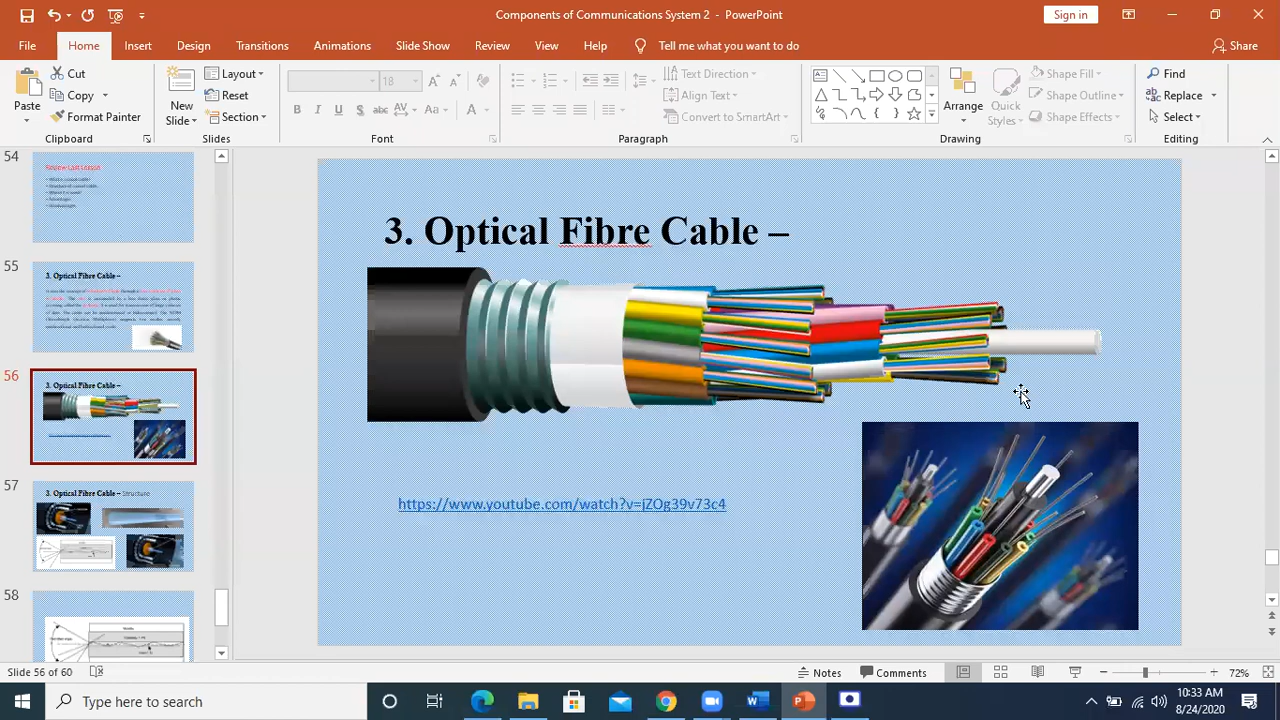 Components of Communications System 2 - PowerPoint
Sign in
File Home Insert Design Transitions Animations Slide Show Review View Help Tell me what you want to do Share
Paste
Cut
Copy
Format Painter
Clipboard
New Slide
Layout
Reset
Section
Slides
18
B I U S abc AV Aa A
Font
Text Direction
Align Text
Convert to SmartArt
Paragraph
Arrange
Quick Styles
Shape Fill
Shape Outline
Shape Effects
Drawing
Find
Replace
Select
Editing
54
55
3. Optical Fibre Cable –
56
3. Optical Fibre Cable –
57
3. Optical Fibre Cable – Structure
58
3. Optical Fibre Cable –
https://www.youtube.com/watch?v=jZOg39v73c4
Slide 56 of 60
Notes
Comments
72%
Type here to search
10:33 AM
8/24/2020